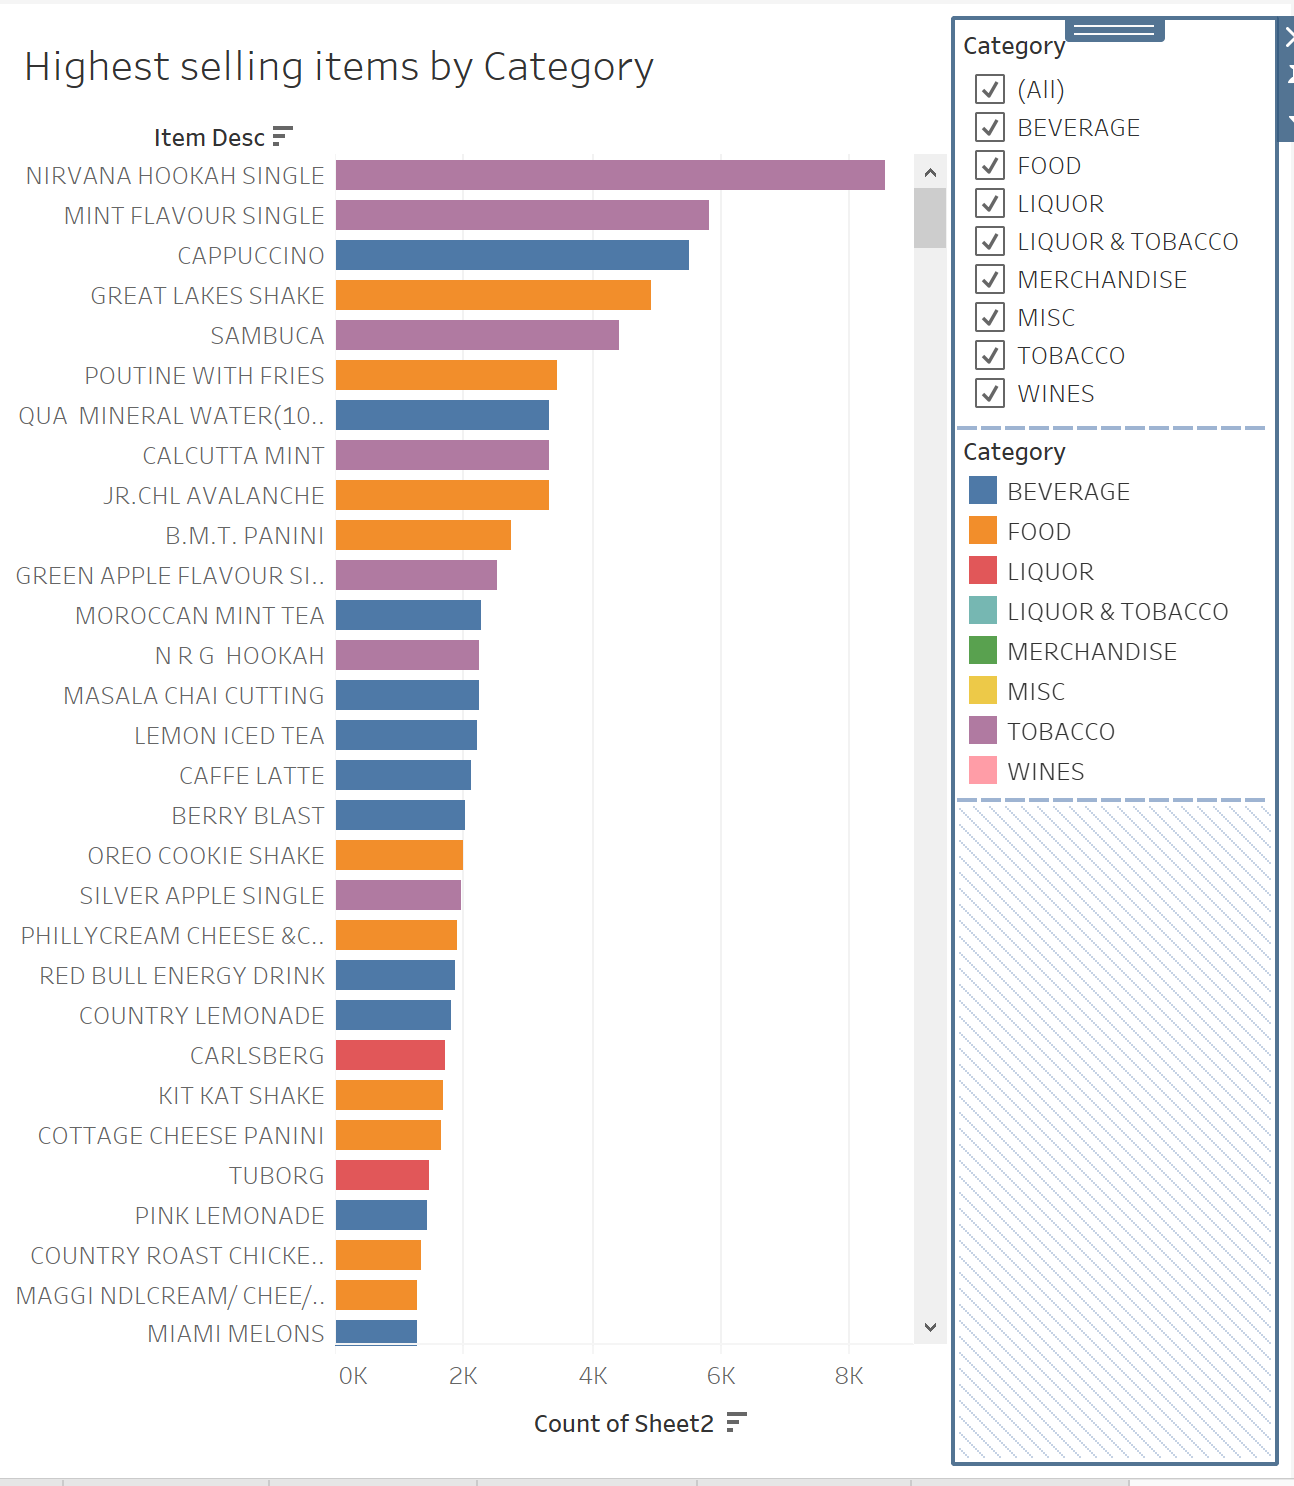 Highest selling items by Category
Item Desc
NIRVANA HOOKAH SINGLE
MINT FLAVOUR SINGLE
CAPPUCCINO
GREAT LAKES SHAKE
SAMBUCA
POUTINE WITH FRIES
QUA  MINERAL WATER(10..
CALCUTTA MINT
JR.CHL AVALANCHE
B.M.T. PANINI
GREEN APPLE FLAVOUR SI..
MOROCCAN MINT TEA
N R G  HOOKAH
MASALA CHAI CUTTING
LEMON ICED TEA
CAFFE LATTE
BERRY BLAST
OREO COOKIE SHAKE
SILVER APPLE SINGLE
PHILLYCREAM CHEESE &C..
RED BULL ENERGY DRINK
COUNTRY LEMONADE
CARLSBERG
KIT KAT SHAKE
COTTAGE CHEESE PANINI
TUBORG
PINK LEMONADE
COUNTRY ROAST CHICKE..
MAGGI NDLCREAM/ CHEE/..
MIAMI MELONS
0K 2K 4K 6K 8K
Count of Sheet2
Category
(All)
BEVERAGE
FOOD
LIQUOR
LIQUOR & TOBACCO
MERCHANDISE
MISC
TOBACCO
WINES
Category
BEVERAGE
FOOD
LIQUOR
LIQUOR & TOBACCO
MERCHANDISE
MISC
TOBACCO
WINES